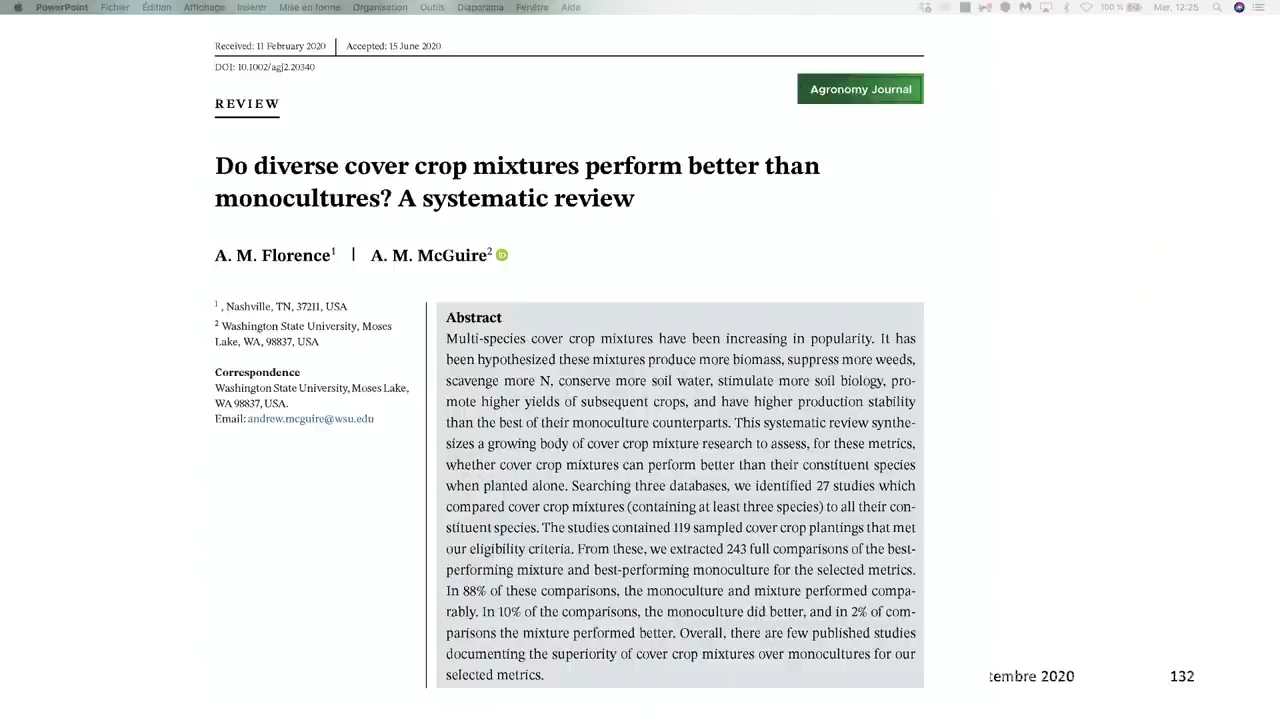 PowerPoint Fichier Édition Affichage Insérer Mise en forme Organisation Outils Diaporama Fenêtre Aide 100 % Mer. 12:25
Received: 11 February 2020 | Accepted: 15 June 2020
DOI: 10.1002/agj2.20340
Agronomy Journal
REVIEW
Do diverse cover crop mixtures perform better than
monocultures? A systematic review
A. M. Florence1 | A. M. McGuire2 iD
1 , Nashville, TN, 37211, USA
2 Washington State University, Moses
Lake, WA, 98837, USA
Correspondence
Washington State University, Moses Lake,
WA 98837, USA.
Email: andrew.mcguire@wsu.edu
Abstract
Multi-species cover crop mixtures have been increasing in popularity. It has
been hypothesized these mixtures produce more biomass, suppress more weeds,
scavenge more N, conserve more soil water, stimulate more soil biology, pro-
mote higher yields of subsequent crops, and have higher production stability
than the best of their monoculture counterparts. This systematic review synthe-
sizes a growing body of cover crop mixture research to assess, for these metrics,
whether cover crop mixtures can perform better than their constituent species
when planted alone. Searching three databases, we identified 27 studies which
compared cover crop mixtures (containing at least three species) to all their con-
stituent species. The studies contained 119 sampled cover crop plantings that met
our eligibility criteria. From these, we extracted 243 full comparisons of the best-
performing mixture and best-performing monoculture for the selected metrics.
In 88% of these comparisons, the monoculture and mixture performed compa-
rably. In 10% of the comparisons, the monoculture did better, and in 2% of com-
parisons the mixture performed better. Overall, there are few published studies
documenting the superiority of cover crop mixtures over monocultures for our
selected metrics.
tembre 2020
132